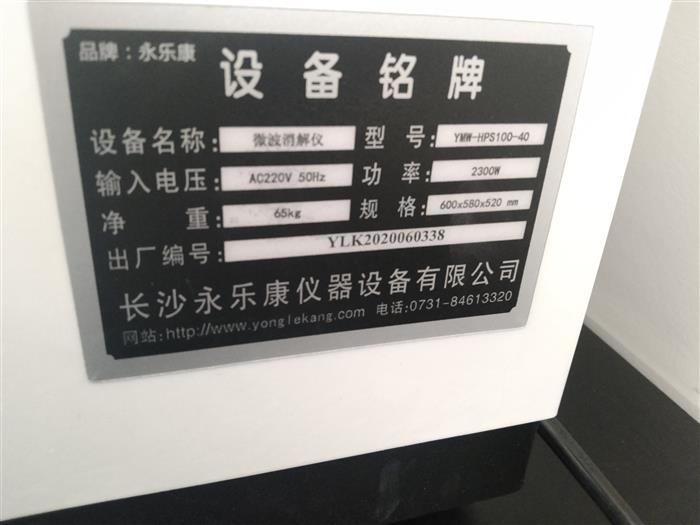 品牌：永乐康
设备铭牌
设备名称：微波消解仪 型号：YMW-HPS100-40
输入电压：AC220V 50Hz 功率：2300W
净重：65kg 规格：600x580x520 mm
出厂编号：YLK2020060338
长沙永乐康仪器设备有限公司
网站:http://www.yonglekang.com 电话:0731-84613320